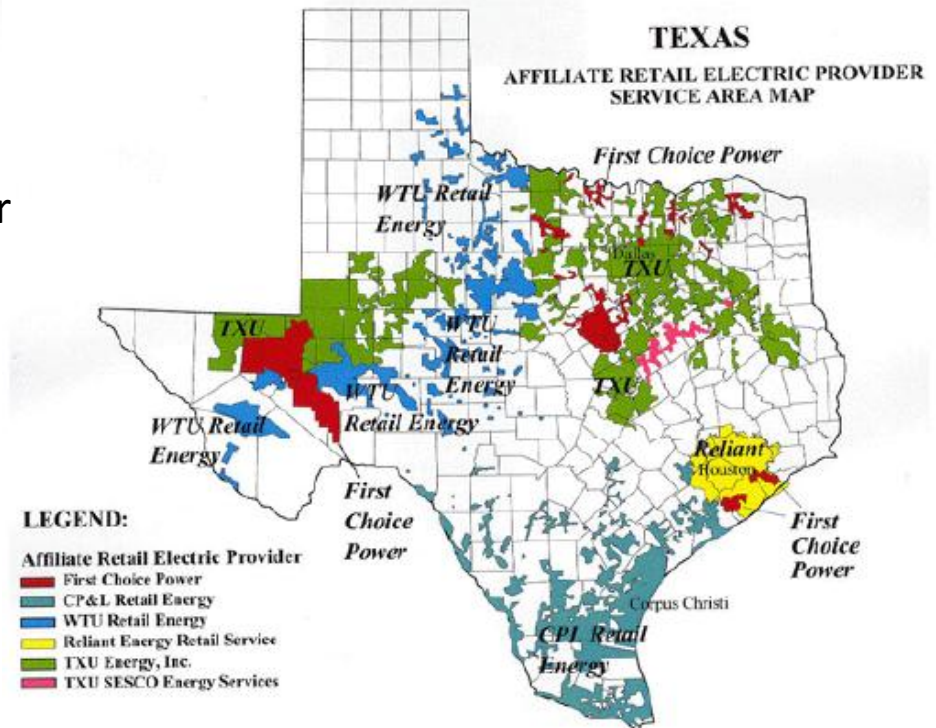 TEXAS
AFFILIATE RETAIL ELECTRIC PROVIDER
SERVICE AREA MAP
r
First Choice Power
WTU Retail
Energy
Dallas
TXU
TXU
WTU
Retail
Energy
WTU
Retail Energy
TXU
WTU Retail
Energy
Reliant
Houston
First
Choice
Power
First
Choice
Power
Corpus Christi
CPL Retail
Energy
LEGEND:
Affiliate Retail Electric Provider
First Choice Power
CP&L Retail Energy
WTU Retail Energy
Reliant Energy Retail Service
TXU Energy, Inc.
TXU SESCO Energy Services